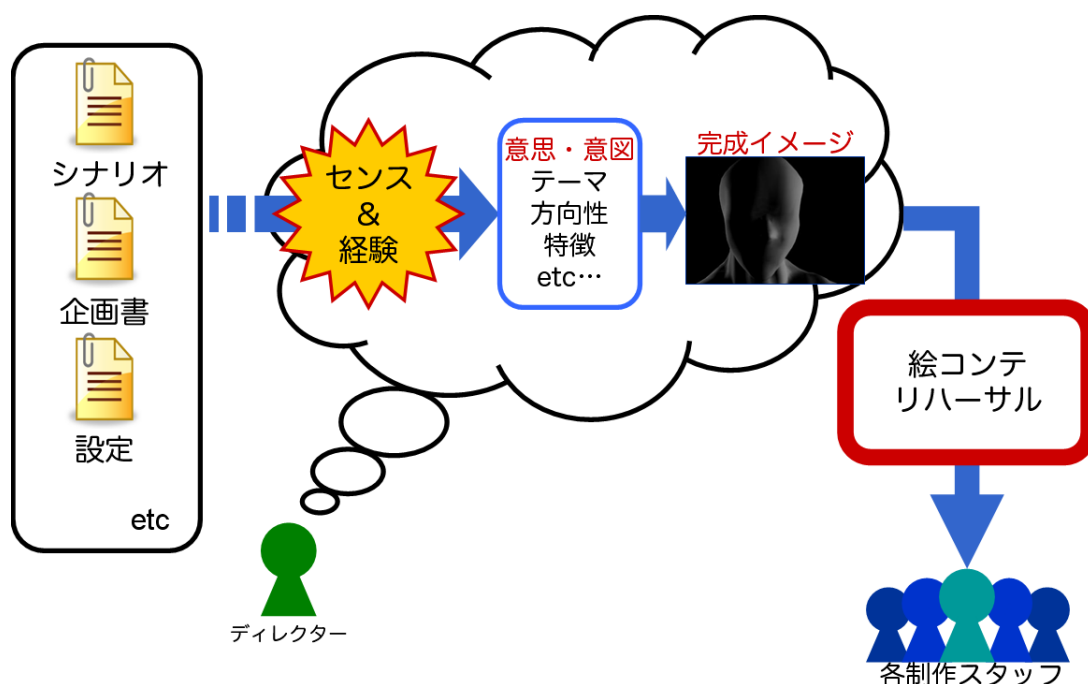 シナリオ
企画書
設定
etc
センス
&
経験
意思・意図
テーマ
方向性
特徴
etc…
完成イメージ
絵コンテ
リハーサル
ディレクター
各制作スタッフ